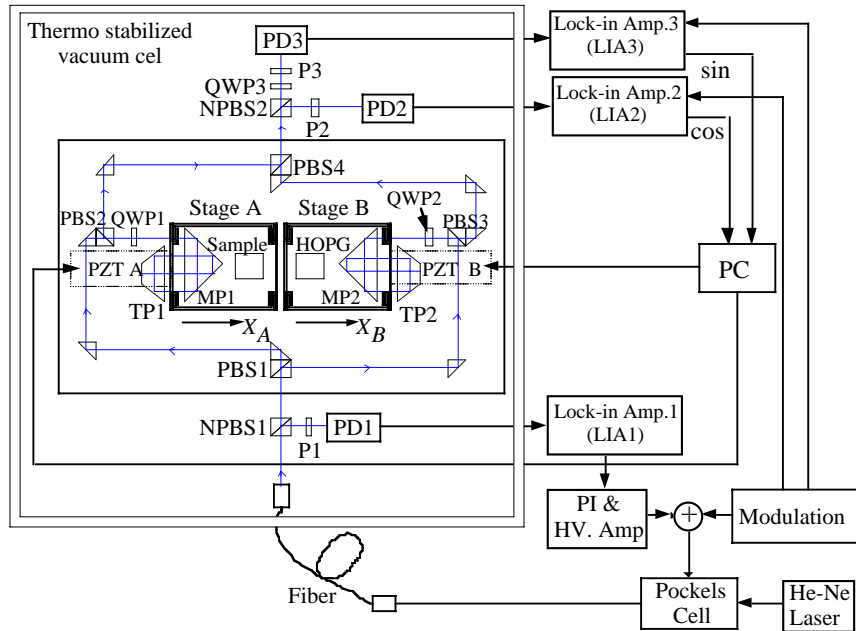 Thermo stabilized
vacuum cel
PD3
Lock-in Amp.3
(LIA3)
sin
P3
QWP3
NPBS2
P2
PD2
Lock-in Amp.2
(LIA2)
cos
PBS4
Stage A
Stage B
QWP2
PBS2
QWP1
PBS3
Sample
HOPG
PZT A
PZT B
PC
MP1
MP2
TP1
TP2
X_A
X_B
PBS1
NPBS1
P1
PD1
Lock-in Amp.1
(LIA1)
PI &
HV. Amp
+
Modulation
Fiber
Pockels
Cell
He-Ne
Laser